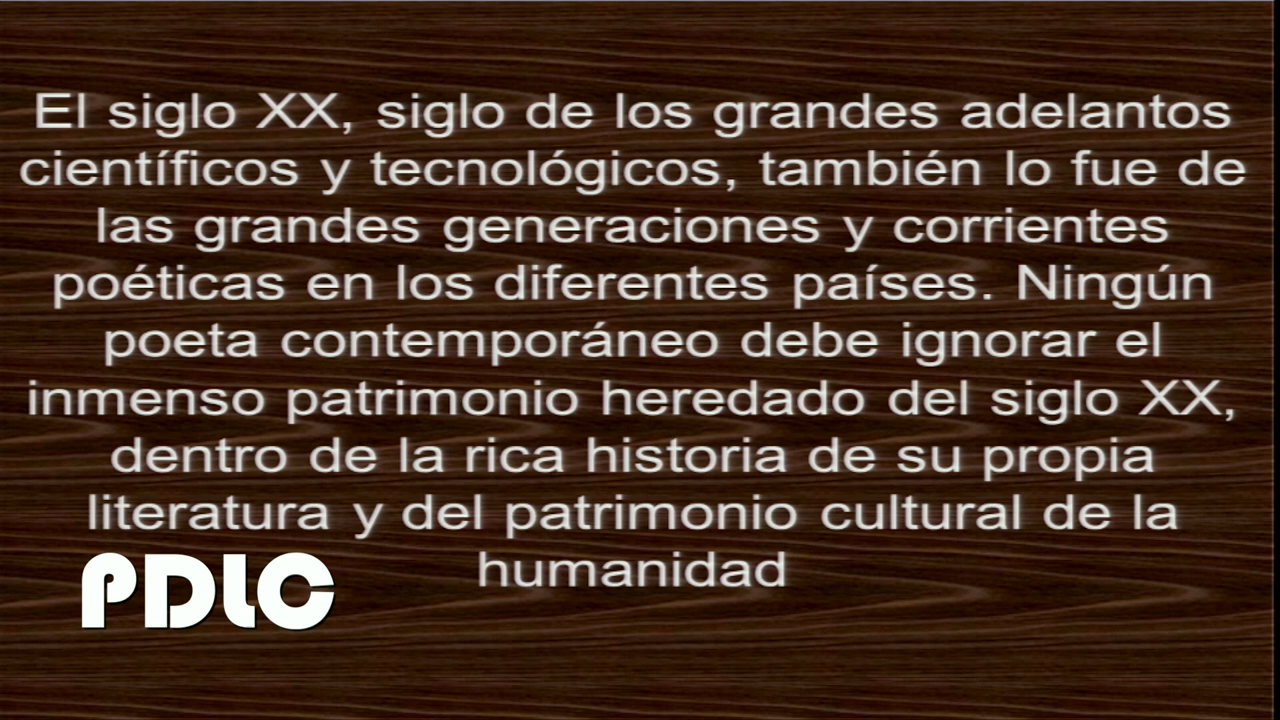 El siglo XX, siglo de los grandes adelantos
científicos y tecnológicos, también lo fue de
las grandes generaciones y corrientes
poéticas en los diferentes países. Ningún
poeta contemporáneo debe ignorar el
inmenso patrimonio heredado del siglo XX,
dentro de la rica historia de su propia
literatura y del patrimonio cultural de la
humanidad
PDLC